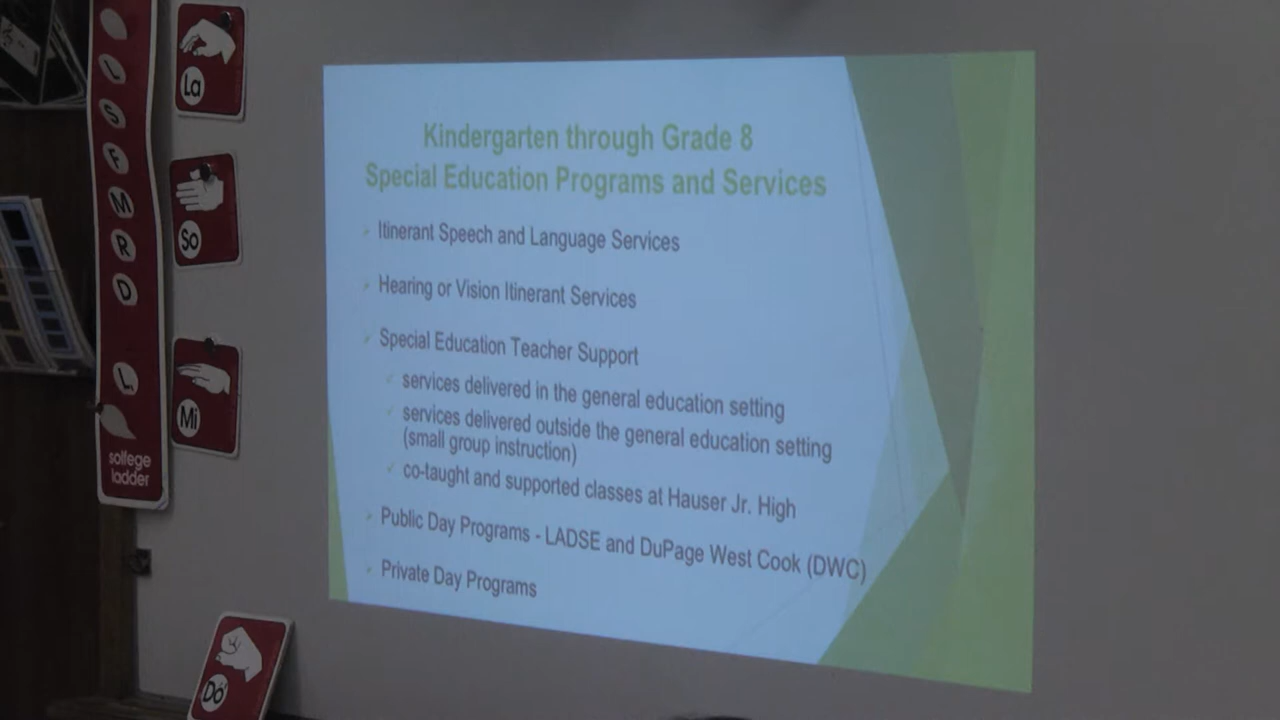 Kindergarten through Grade 8
Special Education Programs and Services
Itinerant Speech and Language Services
Hearing or Vision Itinerant Services
Special Education Teacher Support
services delivered in the general education setting
services delivered outside the general education setting
(small group instruction)
co-taught and supported classes at Hauser Jr. High
Public Day Programs - LADSE and DuPage West Cook (DWC)
Private Day Programs
L
S
F
M
R
D
L
solfege
ladder
La
So
Mi
Do